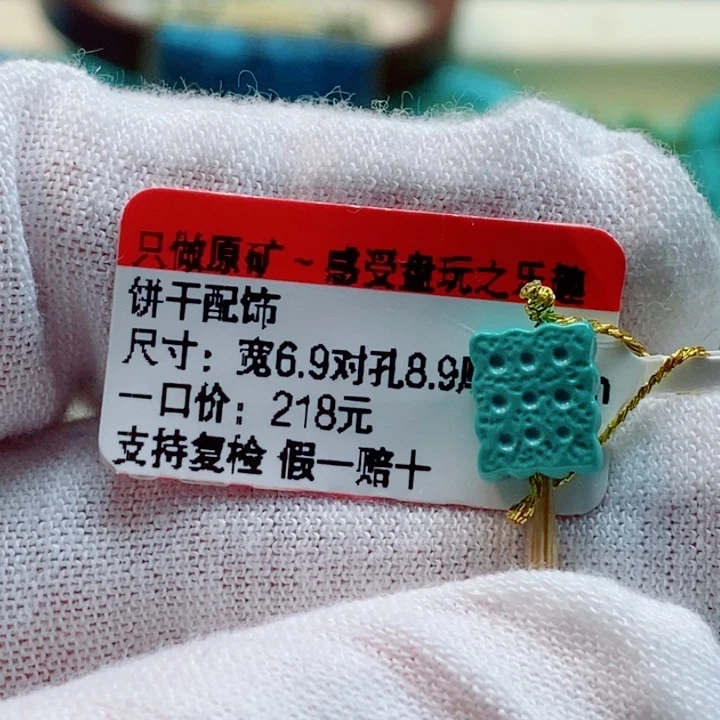 只做原矿~感受盘玩之乐趣
饼干配饰
尺寸：宽6.9对孔8.9
一口价：218元
支持复检 假一赔十